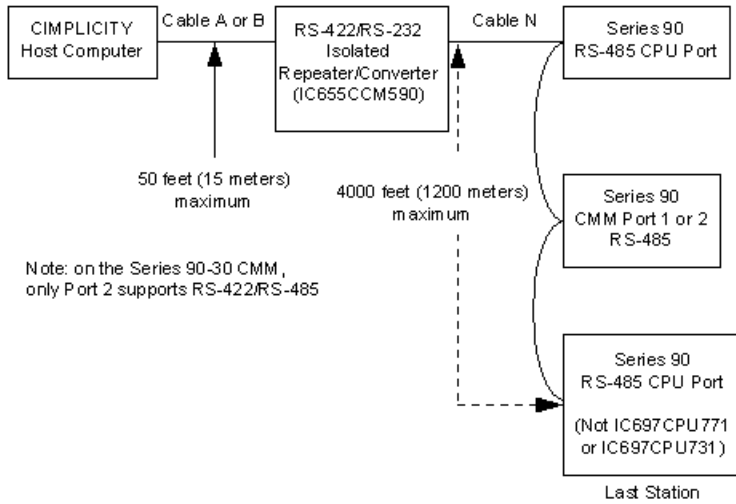 CIMPLICITY
Host Computer
Cable A or B
RS-422/RS-232
Isolated
Repeater/Converter
(IC655CCM590)
Cable N
Series 90
RS-485 CPU Port
50 feet (15 meters)
maximum
4000 feet (1200 meters)
maximum
Series 90
CMM Port 1 or 2
RS-485
Note: on the Series 90-30 CMM,
only Port 2 supports RS-422/RS-485
Series 90
RS-485 CPU Port
(Not IC697CPU771
or IC697CPU731)
Last Station